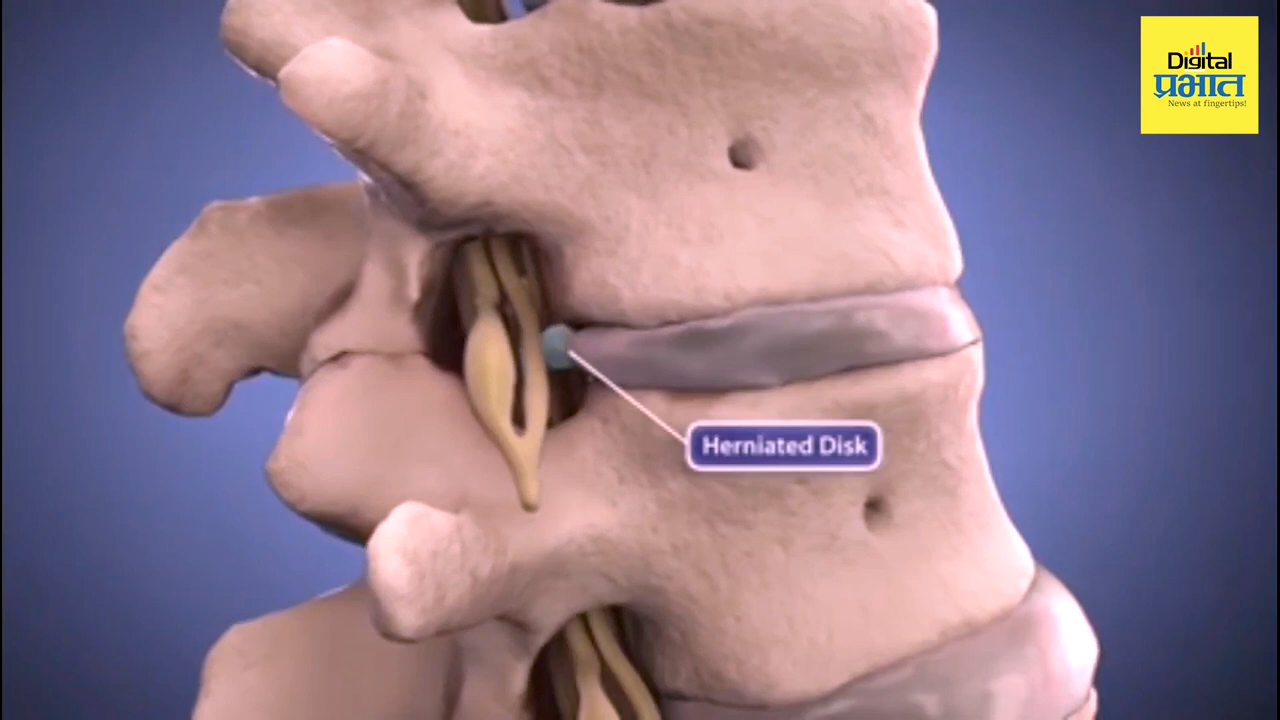 Digital
प्रभात
News at fingertips!
Herniated Disk